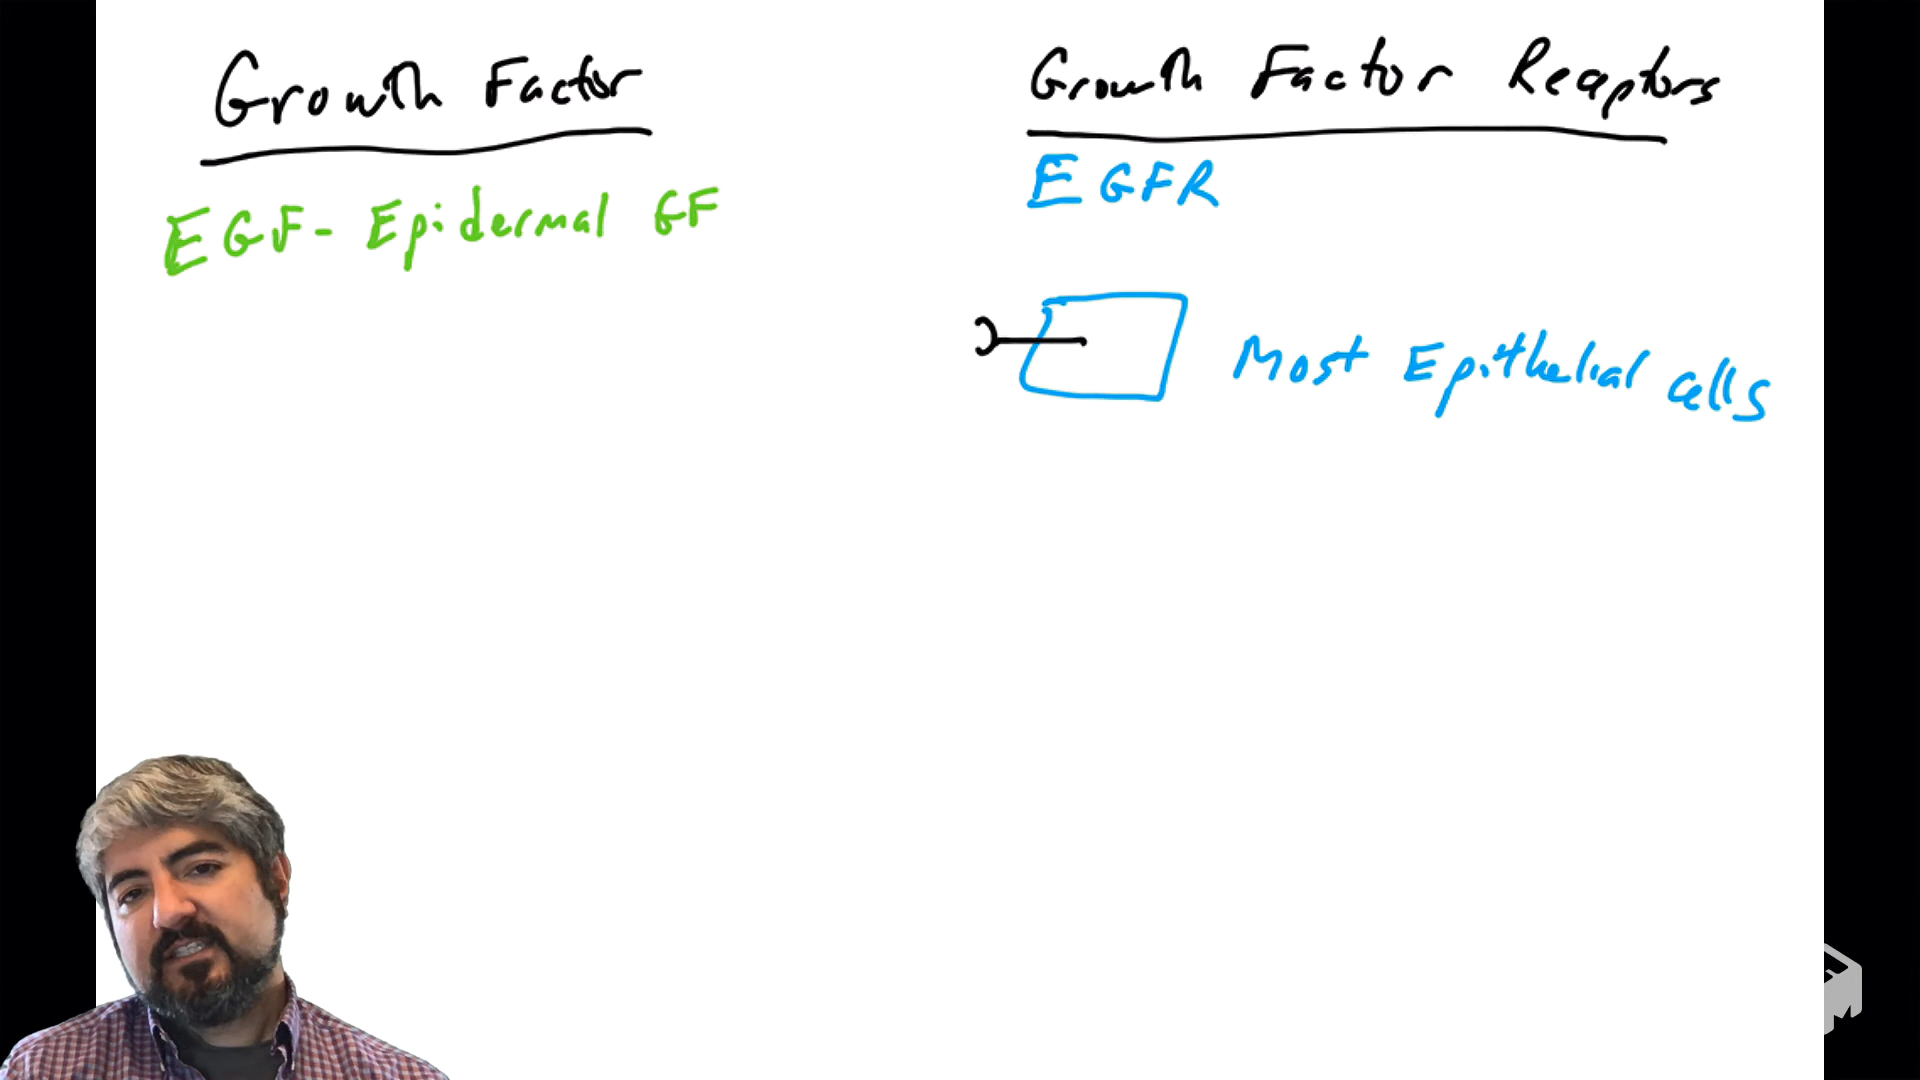 Growth Factor
EGF - Epidermal GF
Growth Factor Receptors
EGFR
Most Epithelial cells